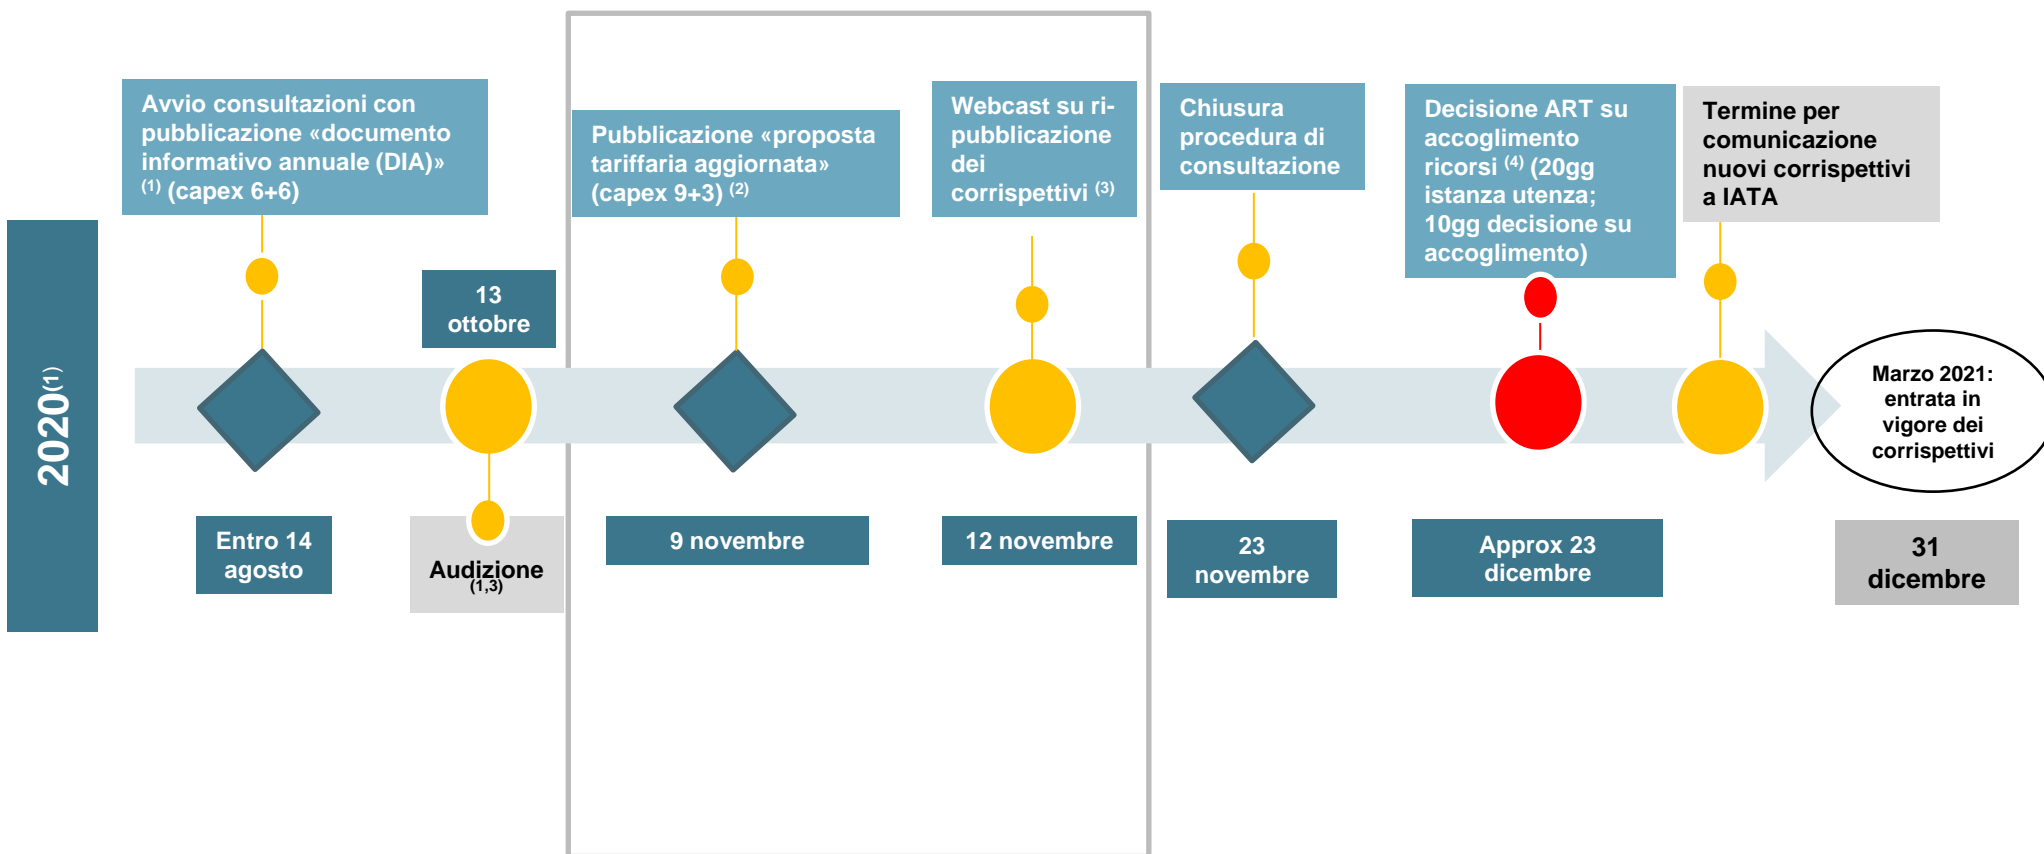 2020(1)
Avvio consultazioni con
pubblicazione «documento
informativo annuale (DIA)»
(1) (capex 6+6)
Entro 14
agosto
13
ottobre
Audizione
(1,3)
Pubblicazione «proposta
tariffaria aggiornata»
(capex 9+3) (2)
9 novembre
Webcast su ri-
pubblicazione
dei
corrispettivi (3)
12 novembre
Chiusura
procedura di
consultazione
23
novembre
Decisione ART su
accoglimento
ricorsi (4) (20gg
istanza utenza;
10gg decisione su
accoglimento)
Approx 23
dicembre
Termine per
comunicazione
nuovi corrispettivi
a IATA
Marzo 2021:
entrata in
vigore dei
corrispettivi
31
dicembre